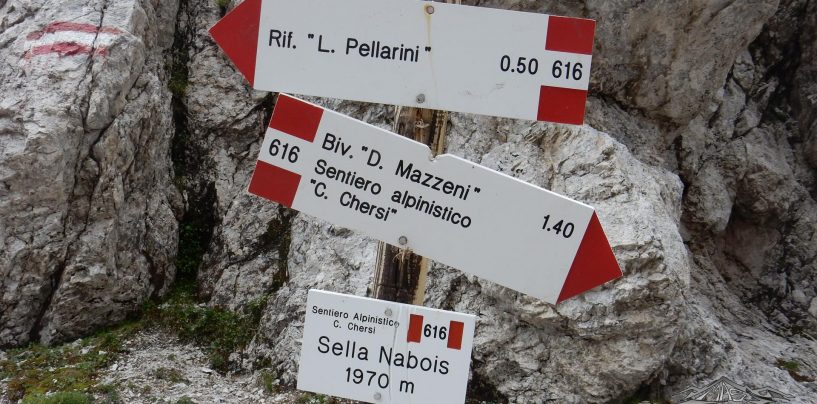 Rif. "L. Pellarini"
0.50 616
616
Biv. "D. Mazzeni"
Sentiero alpinistico
"C. Chersi"
1.40
Sentiero Alpinistico
C. Chersi
616
Sella Nabois
1970 m